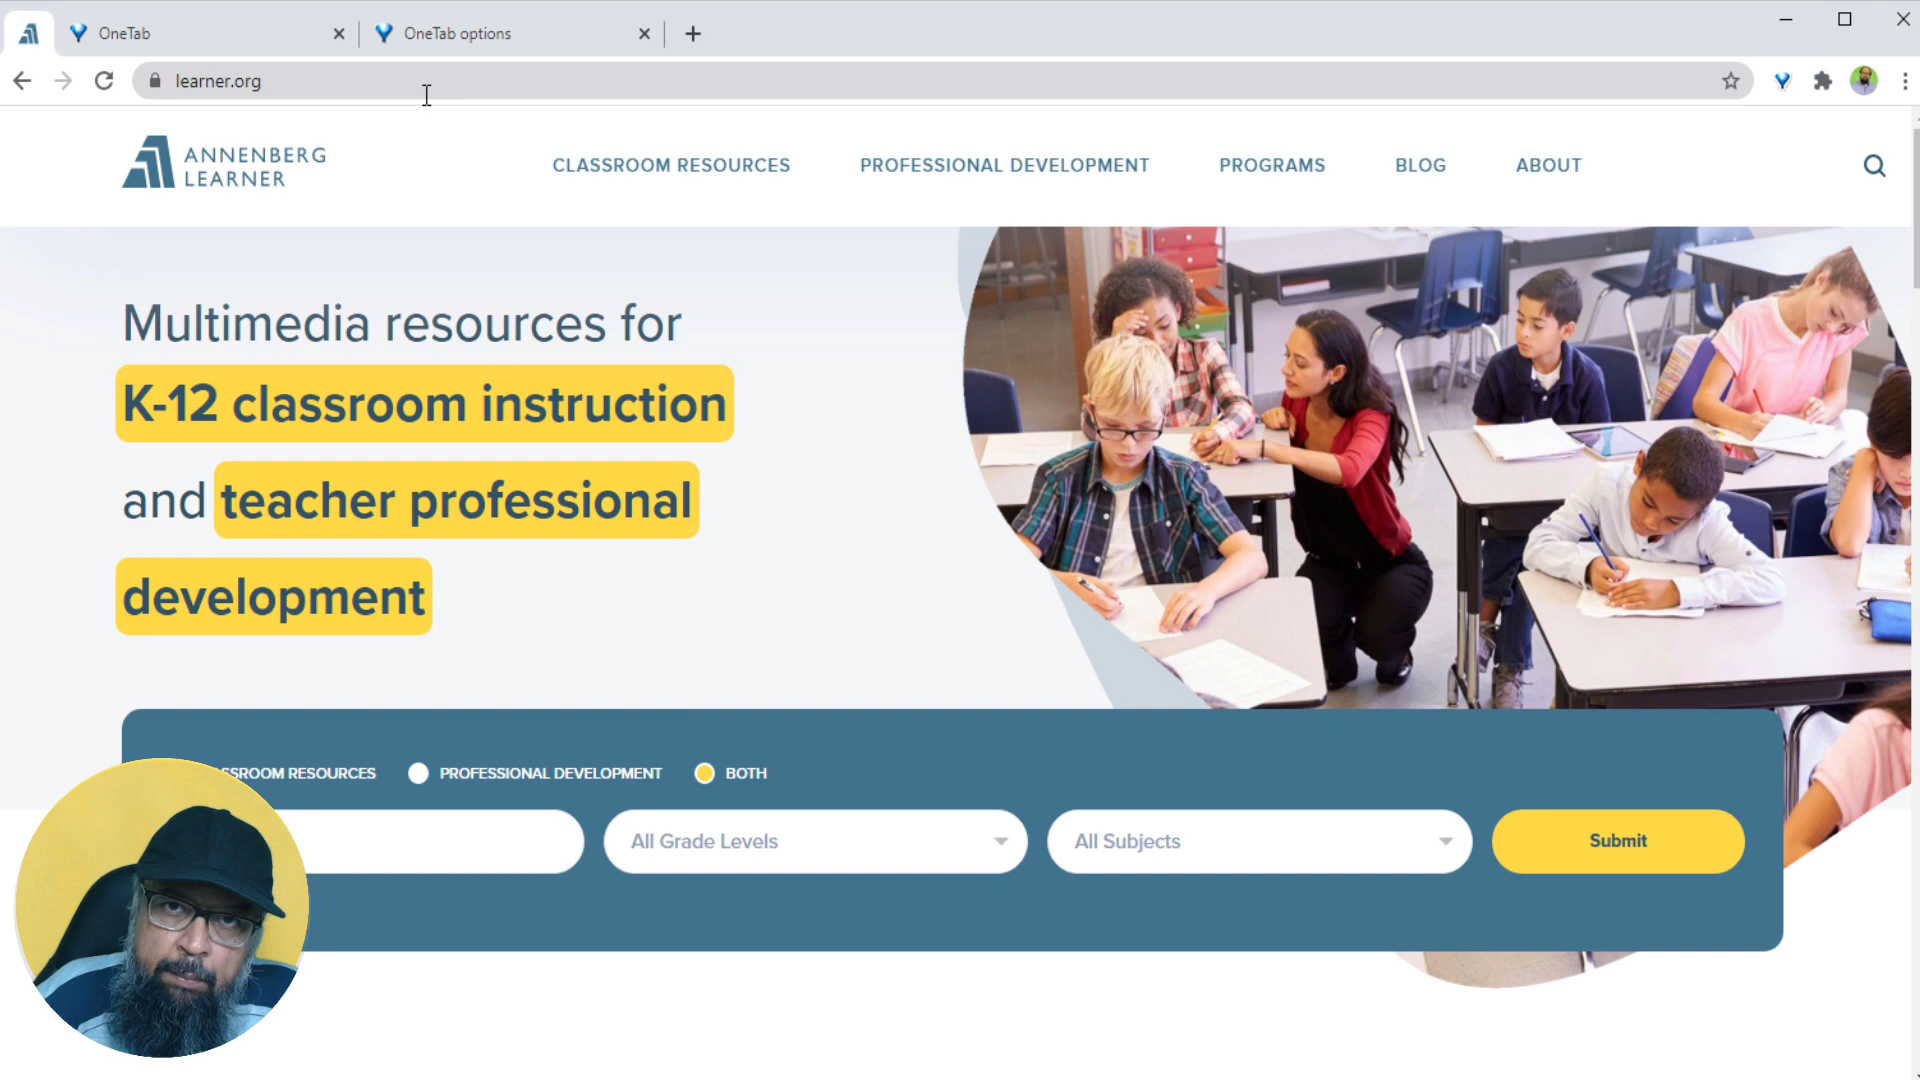 OneTab
OneTab options
learner.org
ANNENBERG
LEARNER
CLASSROOM RESOURCES
PROFESSIONAL DEVELOPMENT
PROGRAMS
BLOG
ABOUT
Multimedia resources for
K-12 classroom instruction
and teacher professional
development
SSROOM RESOURCES
PROFESSIONAL DEVELOPMENT
BOTH
All Grade Levels
All Subjects
Submit